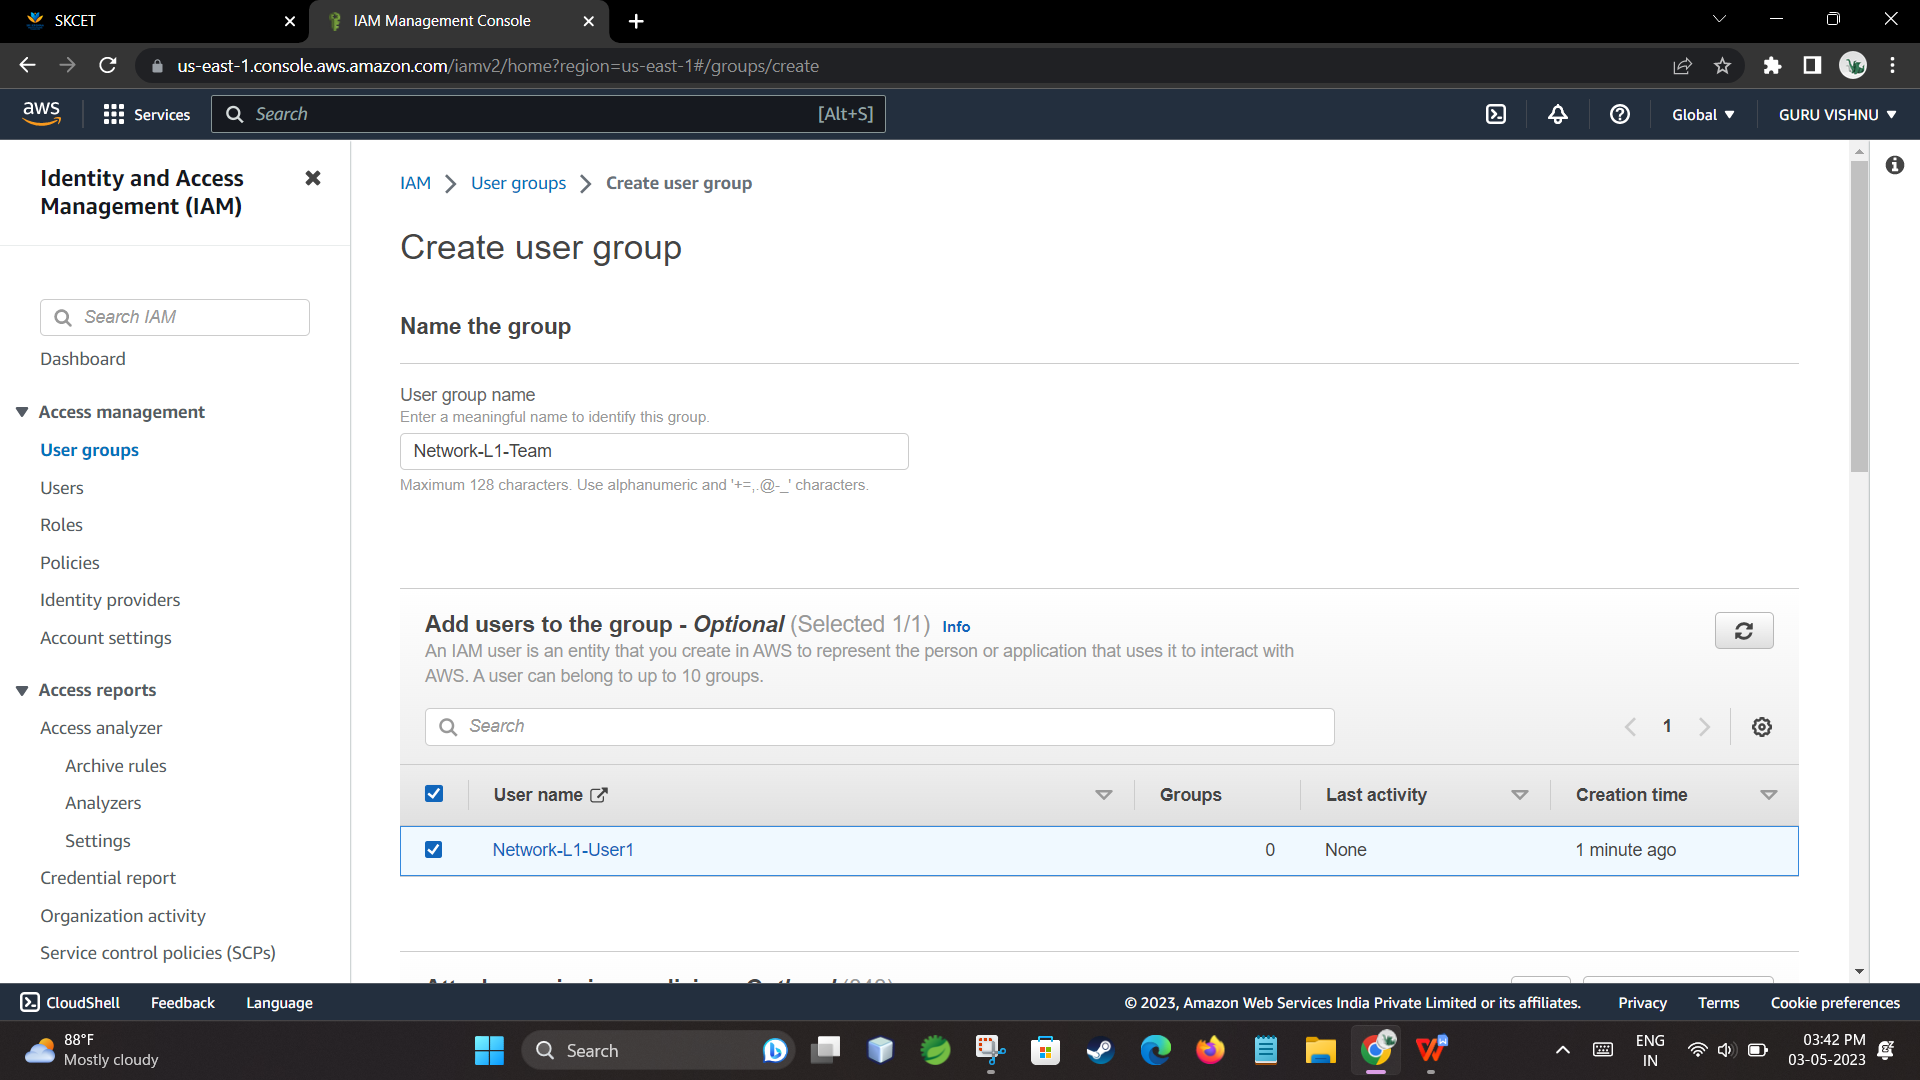 SKCET
IAM Management Console
us-east-1.console.aws.amazon.com/iamv2/home?region=us-east-1#/groups/create
aws
Services
Search
[Alt+S]
Global
GURU VISHNU
Identity and Access
Management (IAM)
Search IAM
Dashboard
Access management
User groups
Users
Roles
Policies
Identity providers
Account settings
Access reports
Access analyzer
Archive rules
Analyzers
Settings
Credential report
Organization activity
Service control policies (SCPs)
IAM
User groups
Create user group
Create user group
Name the group
User group name
Enter a meaningful name to identify this group.
Network-L1-Team
Maximum 128 characters. Use alphanumeric and '+=,.@-_' characters.
Add users to the group - Optional (Selected 1/1) Info
An IAM user is an entity that you create in AWS to represent the person or application that uses it to interact with
AWS. A user can belong to up to 10 groups.
Search
1
User name
Groups
Last activity
Creation time
Network-L1-User1
0
None
1 minute ago
CloudShell
Feedback
Language
© 2023, Amazon Web Services India Private Limited or its affiliates.
Privacy
Terms
Cookie preferences
88°F
Mostly cloudy
Search
ENG
IN
03:42 PM
03-05-2023